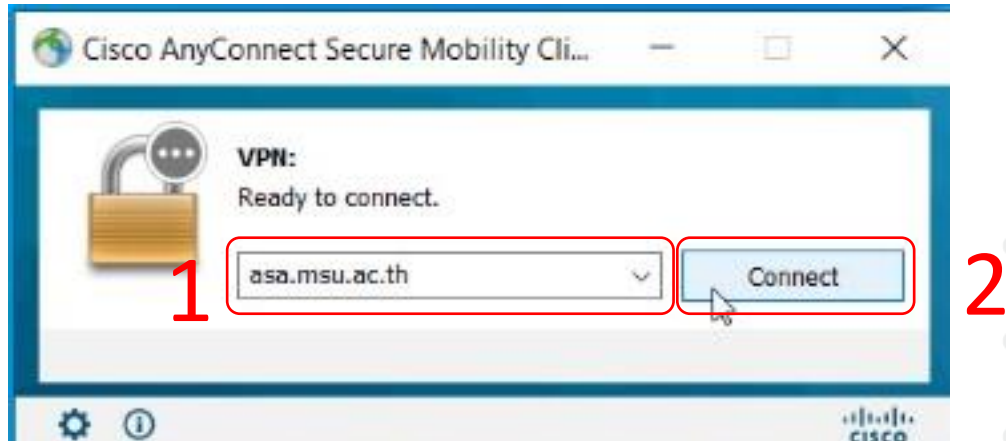 Cisco AnyConnect Secure Mobility Cli...
VPN:
Ready to connect.
1
asa.msu.ac.th
Connect
2
CISCO